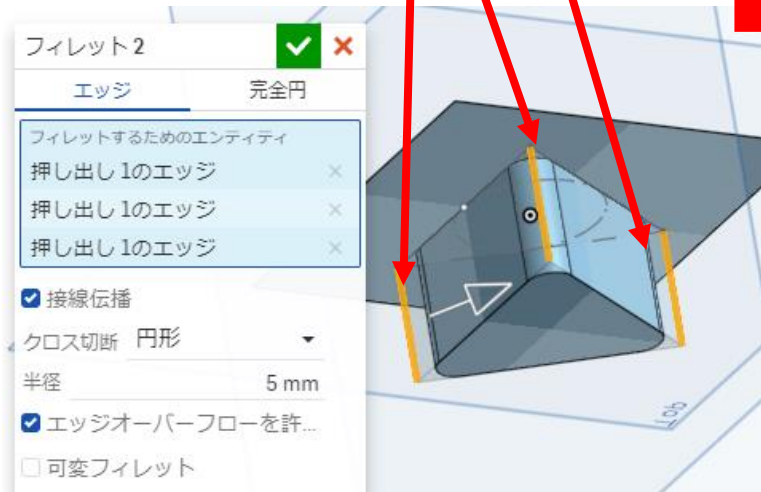 フィレット 2
エッジ 完全円
フィレットするためのエンティティ
押し出し 1のエッジ
押し出し 1のエッジ
押し出し 1のエッジ
接線伝播
クロス切断 円形
半径 5 mm
エッジオーバーフローを許...
可変フィレット
Top